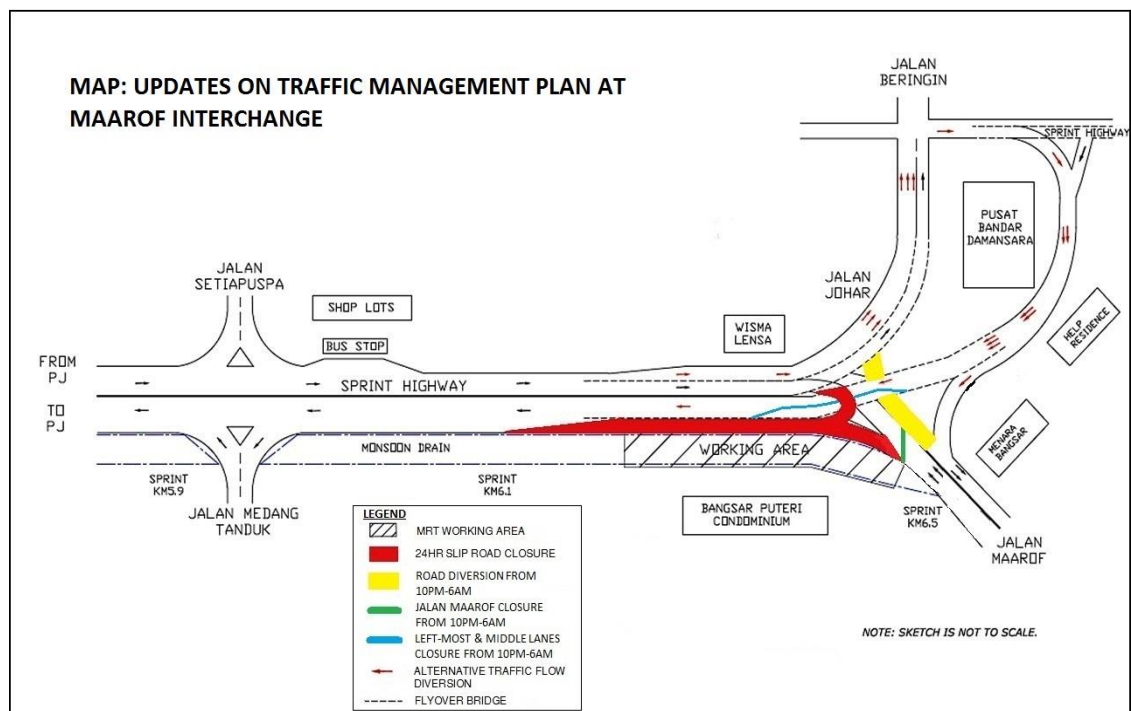 MAP: UPDATES ON TRAFFIC MANAGEMENT PLAN AT
MAAROF INTERCHANGE
JALAN
BERINGIN
SPRINT HIGHWAY
PUSAT
BANDAR
DAMANSARA
JALAN
SETIAPUSPA
SHOP LOTS
BUS STOP
JALAN
JOHAR
WISMA
LENSA
HELP
RESIDENCE
FROM
PJ
SPRINT HIGHWAY
TO
PJ
MENARA
BANGSAR
MONSOON DRAIN
WORKING AREA
SPRINT
KM5.9
SPRINT
KM6.1
JALAN MEDANG
TANDUK
BANGSAR PUTERI
CONDOMINIUM
SPRINT
KM6.5
JALAN
MAAROF
LEGEND
MRT WORKING AREA
24HR SLIP ROAD CLOSURE
ROAD DIVERSION FROM
10PM-6AM
JALAN MAAROF CLOSURE
FROM 10PM-6AM
LEFT-MOST & MIDDLE LANES
CLOSURE FROM 10PM-6AM
ALTERNATIVE TRAFFIC FLOW
DIVERSION
FLYOVER BRIDGE
NOTE: SKETCH IS NOT TO SCALE.